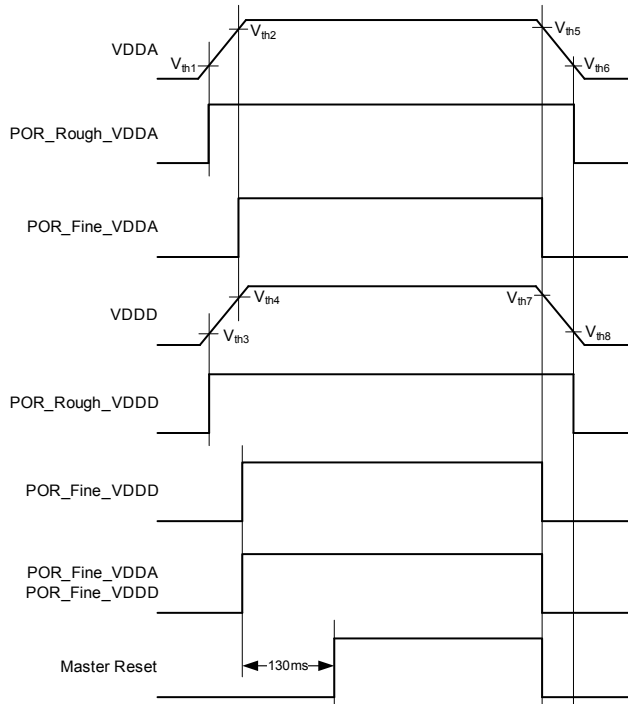 VDDA
Vth1
Vth2
Vth5
Vth6
POR_Rough_VDDA
POR_Fine_VDDA
VDDD
Vth3
Vth4
Vth7
Vth8
POR_Rough_VDDD
POR_Fine_VDDD
POR_Fine_VDDA
POR_Fine_VDDD
Master Reset
130ms